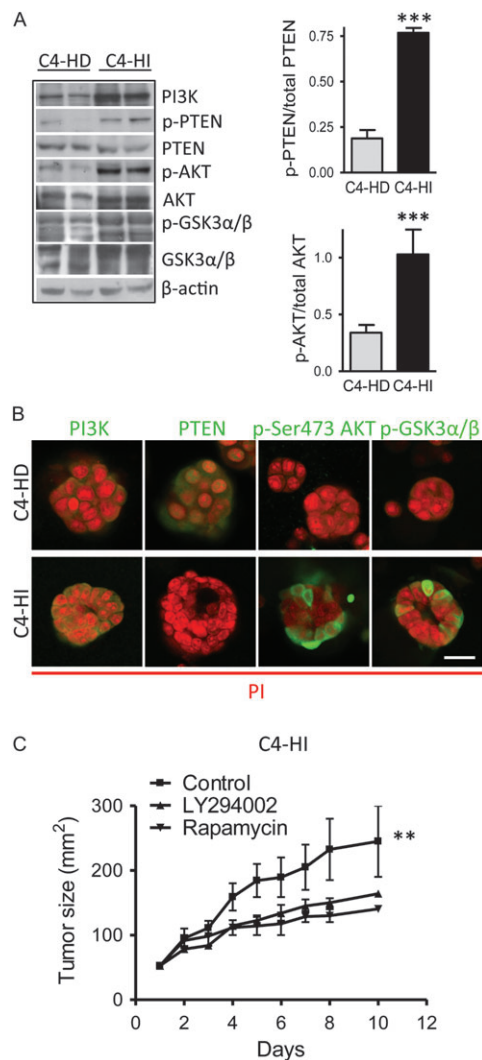 A
C4-HD C4-HI
PI3K
p-PTEN
PTEN
p-AKT
AKT
p-GSK3α/β
GSK3α/β
β-actin
p-PTEN/total PTEN
0.75
0.25
0.00
***
C4-HD C4-HI
p-AKT/total AKT
1.0
0.5
0.0
***
C4-HD C4-HI
B
PI3K PTEN p-Ser473 AKT p-GSK3α/β
C4-HD
C4-HI
PI
C
C4-HI
Control
LY294002
Rapamycin
Tumor size (mm²)
300
200
100
0
**
0 2 4 6 8 10 12
Days